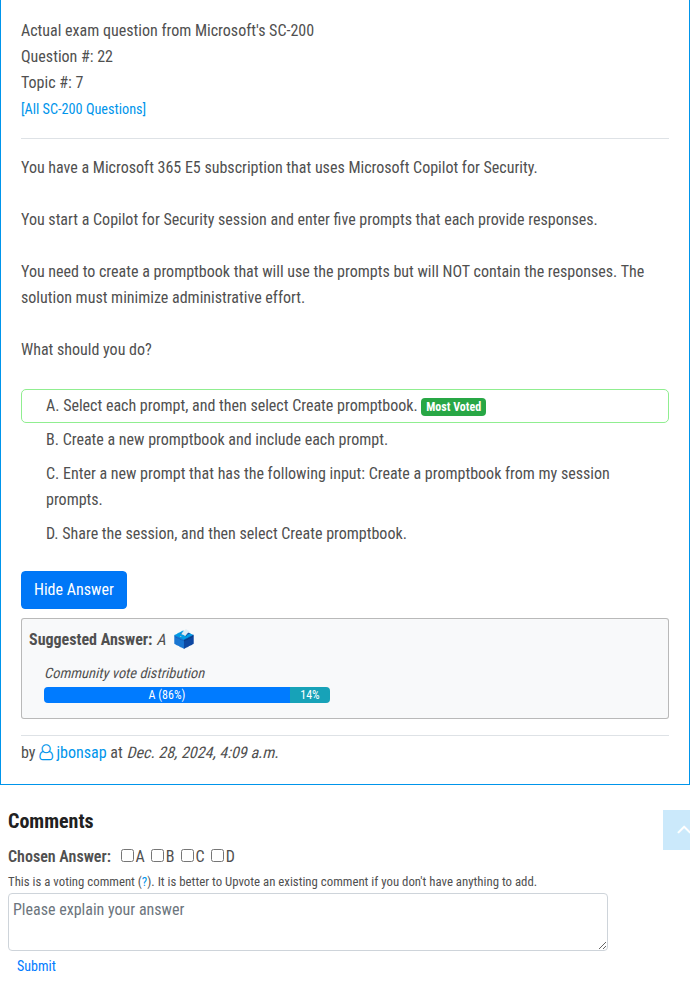 Actual exam question from Microsoft's SC-200
Question #: 22
Topic #: 7
[All SC-200 Questions]
You have a Microsoft 365 E5 subscription that uses Microsoft Copilot for Security.
You start a Copilot for Security session and enter five prompts that each provide responses.
You need to create a promptbook that will use the prompts but will NOT contain the responses. The
solution must minimize administrative effort.
What should you do?
A. Select each prompt, and then select Create promptbook. Most Voted
B. Create a new promptbook and include each prompt.
C. Enter a new prompt that has the following input: Create a promptbook from my session
prompts.
D. Share the session, and then select Create promptbook.
Hide Answer
Suggested Answer: A
Community vote distribution
A (86%) 14%
by jbonsap at Dec. 28, 2024, 4:09 a.m.
Comments
Chosen Answer: A B C D
This is a voting comment (?). It is better to Upvote an existing comment if you don't have anything to add.
Please explain your answer
Submit